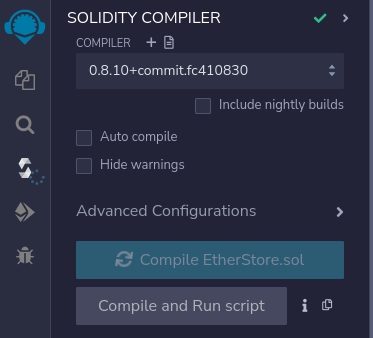 SOLIDITY COMPILER
COMPILER
0.8.10+commit.fc410830
Include nightly builds
Auto compile
Hide warnings
Advanced Configurations
Compile EtherStore.sol
Compile and Run script